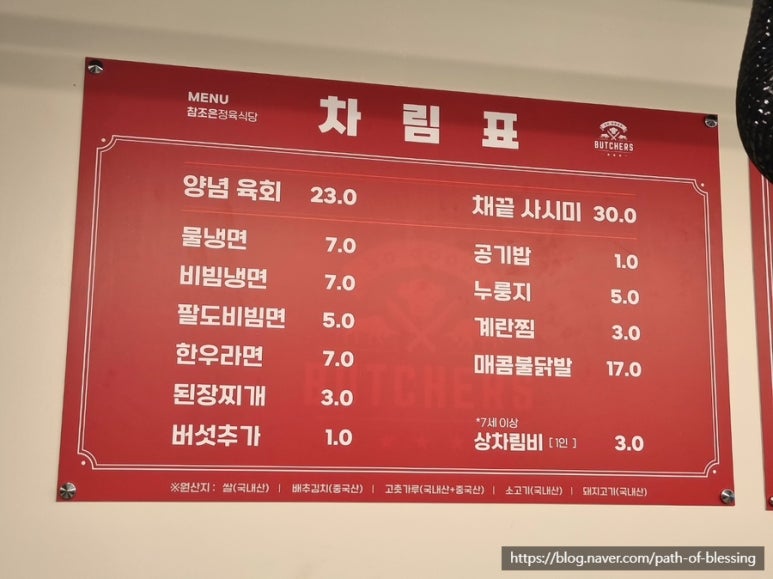 MENU
참조은정육식당
차림표
BUTCHERS
양념 육회 23.0
물냉면 7.0
비빔냉면 7.0
팔도비빔면 5.0
한우라면 7.0
된장찌개 3.0
버섯추가 1.0
채끝 사시미 30.0
공기밥 1.0
누룽지 5.0
계란찜 3.0
매콤불닭발 17.0
*7세 이상
상차림비 [1인] 3.0
BUTCHERS
※원산지 : 쌀(국내산) | 배추김치(중국산) | 고춧가루(국내산+중국산) | 소고기(국내산) | 돼지고기(국내산)
https://blog.naver.com/path-of-blessing